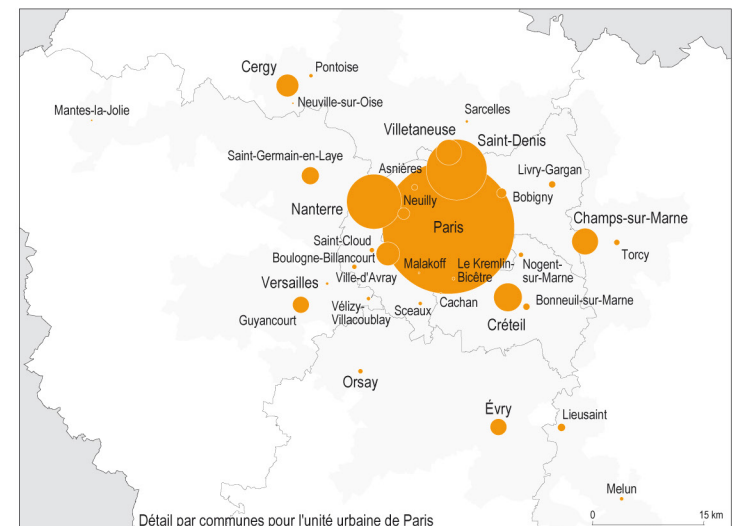 Cergy
Pontoise
Neuville-sur-Oise
Mantes-la-Jolie
Sarcelles
Villetaneuse
Saint-Denis
Saint-Germain-en-Laye
Asnières
Livry-Gargan
Neuilly
Bobigny
Nanterre
Paris
Champs-sur-Marne
Saint-Cloud
Torcy
Boulogne-Billancourt
Malakoff
Le Kremlin-
Bicêtre
Nogent-
sur-Marne
Ville-d'Avray
Versailles
Vélizy-
Villacoublay
Sceaux
Cachan
Bonneuil-sur-Marne
Guyancourt
Créteil
Orsay
Évry
Lieusaint
Melun
0
15 km
Détail par communes pour l'unité urbaine de Paris